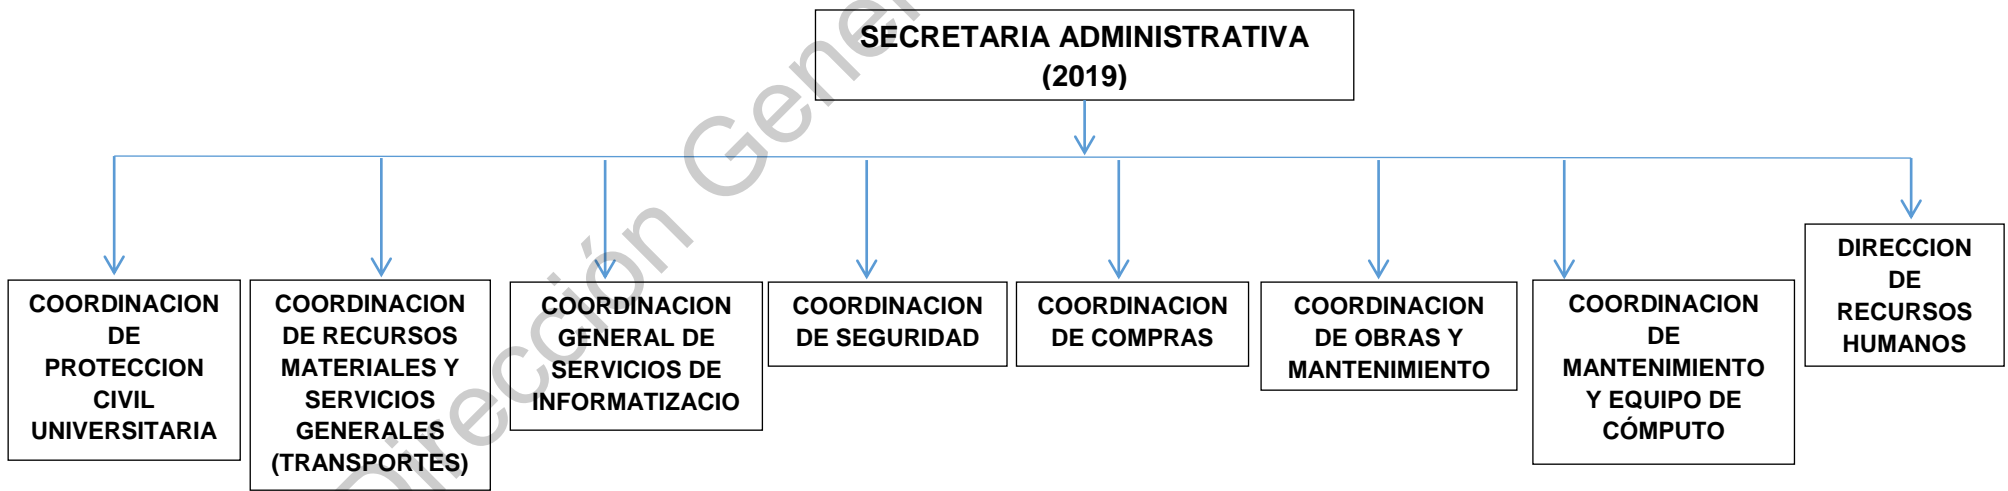 SECRETARIA ADMINISTRATIVA
(2019)
COORDINACION
DE
PROTECCION
CIVIL
UNIVERSITARIA
COORDINACION
DE RECURSOS
MATERIALES Y
SERVICIOS
GENERALES
(TRANSPORTES)
COORDINACION
GENERAL DE
SERVICIOS DE
INFORMATIZACIO
COORDINACION
DE SEGURIDAD
COORDINACION
DE COMPRAS
COORDINACION
DE OBRAS Y
MANTENIMIENTO
COORDINACION
DE
MANTENIMIENTO
Y EQUIPO DE
CÓMPUTO
DIRECCION
DE
RECURSOS
HUMANOS
Dirección Gene